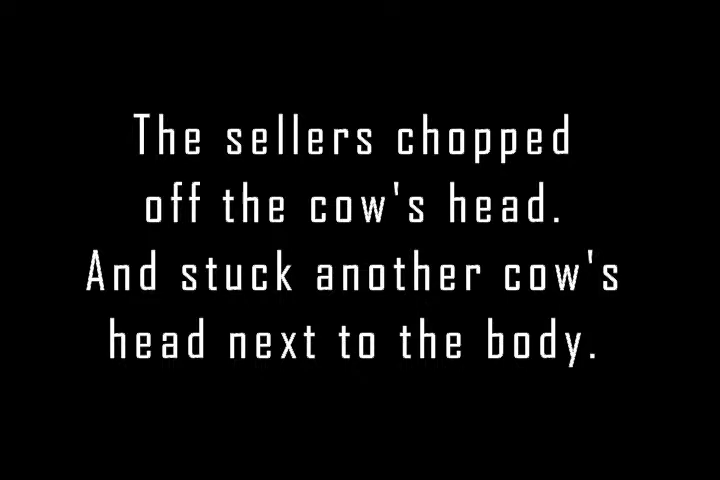 The sellers chopped
off the cow's head.
And stuck another cow's
head next to the body.